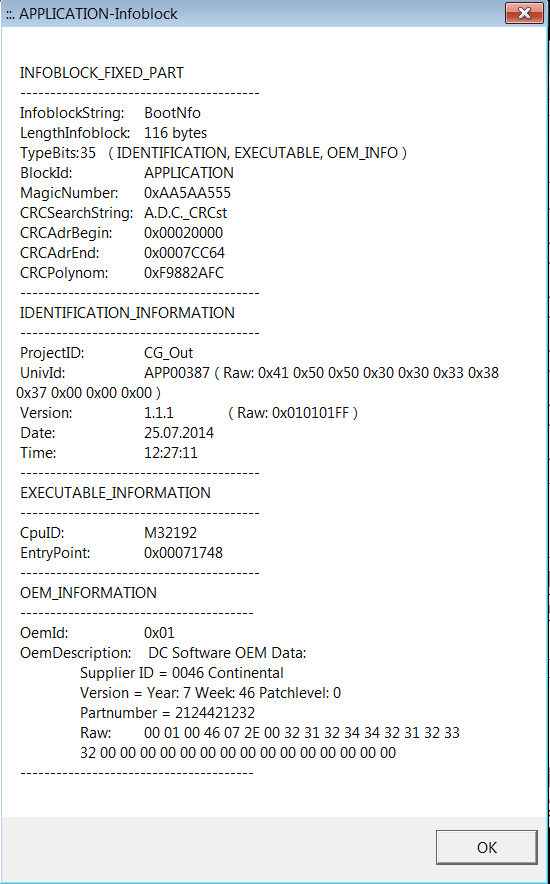 ::. APPLICATION-Infoblock
INFOBLOCK_FIXED_PART
----------------------------------------
InfoblockString: BootNfo
LengthInfoblock: 116 bytes
TypeBits:35 ( IDENTIFICATION, EXECUTABLE, OEM_INFO )
BlockId: APPLICATION
MagicNumber: 0xAA5AA555
CRCSearchString: A.D.C._CRCst
CRCAdrBegin: 0x00020000
CRCAdrEnd: 0x0007CC64
CRCPolynom: 0xF9882AFC
----------------------------------------
IDENTIFICATION_INFORMATION
----------------------------------------
ProjectID: CG_Out
UnivId: APP00387 ( Raw: 0x41 0x50 0x50 0x30 0x30 0x33 0x38
0x37 0x00 0x00 0x00 )
Version: 1.1.1 ( Raw: 0x010101FF )
Date: 25.07.2014
Time: 12:27:11
----------------------------------------
EXECUTABLE_INFORMATION
----------------------------------------
CpuID: M32192
EntryPoint: 0x00071748
----------------------------------------
OEM_INFORMATION
---------------------------------------
OemId: 0x01
OemDescription: DC Software OEM Data:
Supplier ID = 0046 Continental
Version = Year: 7 Week: 46 Patchlevel: 0
Partnumber = 2124421232
Raw: 00 01 00 46 07 2E 00 32 31 32 34 34 32 31 32 33
32 00 00 00 00 00 00 00 00 00 00 00 00 00 00 00
---------------------------------------
OK